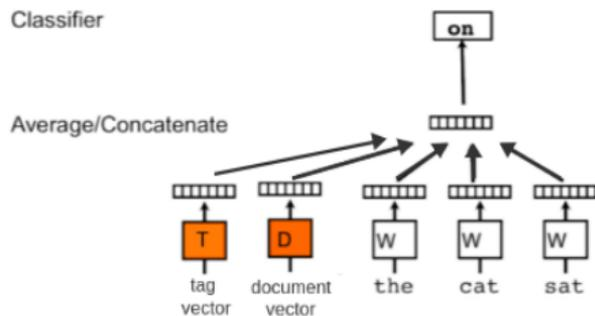 Classifier
on
Average/Concatenate
T D W W W
tag vector
document vector
the cat sat